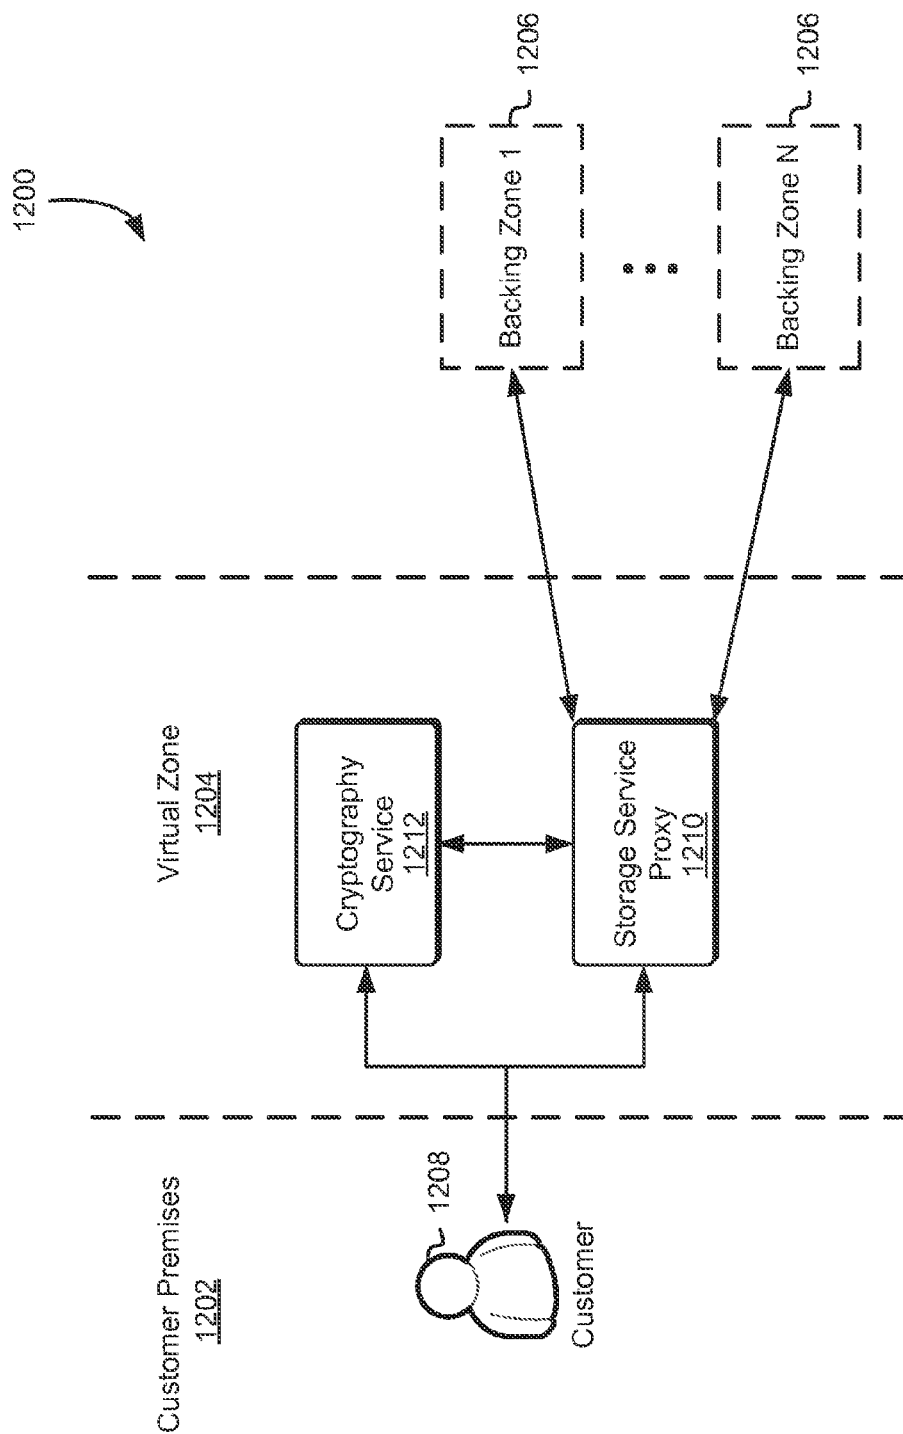 1200
Customer Premises
1202
Virtual Zone
1204
1208
Customer
Cryptography
Service
1212
Storage Service
Proxy
1210
Backing Zone 1
1206
Backing Zone N
1206